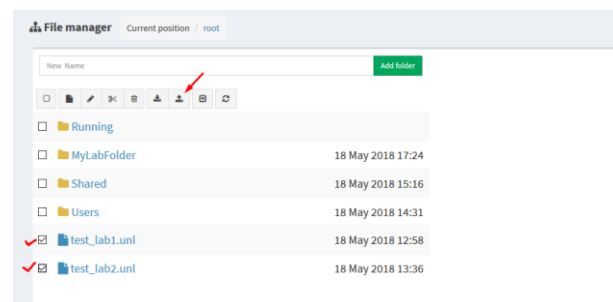 File manager Current position / root
New Name Add folder
Running
MyLabFolder 18 May 2018 17:24
Shared 18 May 2018 15:16
Users 18 May 2018 14:31
test_lab1.unl 18 May 2018 12:58
test_lab2.unl 18 May 2018 13:36